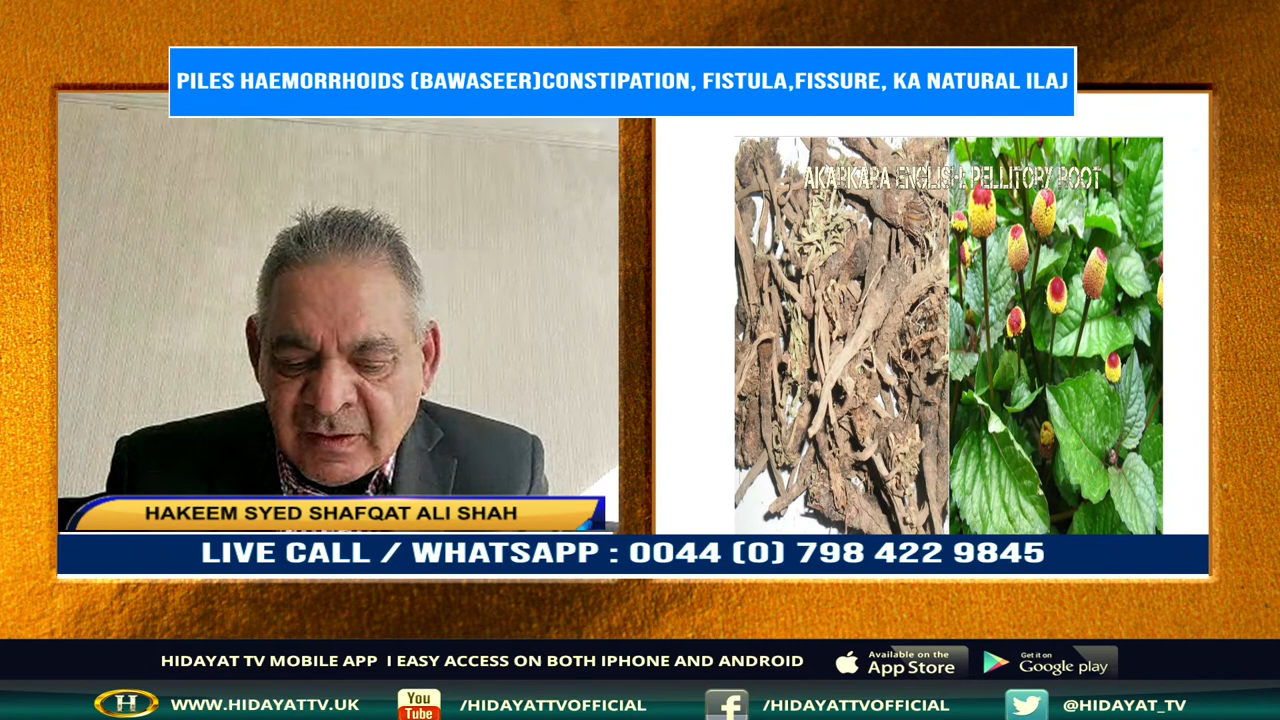 PILES HAEMORRHOIDS (BAWASEER)CONSTIPATION, FISTULA,FISSURE, KA NATURAL ILAJ
AKARKARA ENGLISH: PELLITORY ROOT
HAKEEM SYED SHAFQAT ALI SHAH
LIVE CALL / WHATSAPP : 0044 (0) 798 422 9845
HIDAYAT TV MOBILE APP I EASY ACCESS ON BOTH IPHONE AND ANDROID
Available on the
App Store
Get it on
Google play
H
WWW.HIDAYATTV.UK
You
Tube
/HIDAYATTVOFFICIAL
f
/HIDAYATTVOFFICIAL
@HIDAYAT_TV